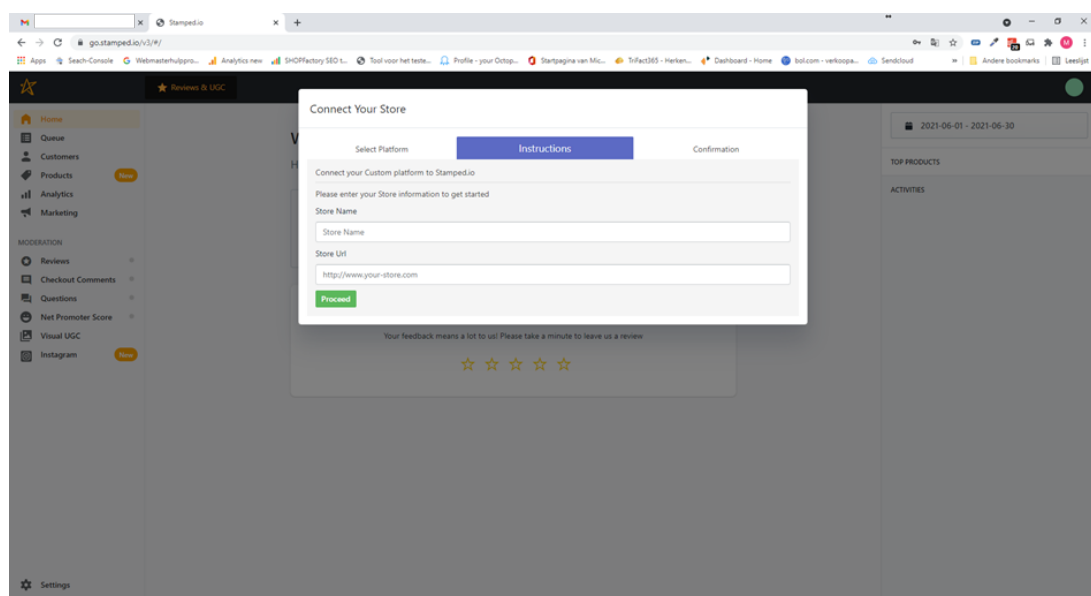 Stamped.io
go.stamped.io/v3/#/
Apps Seach-Console Webmasterhulppro... Analytics new SHOPFactory SEO t... Tool voor het teste... Profile - your Octop... Startpagina van Mic... TriFact365 - Herken... Dashboard - Home bol.com - verkoopa... Sendcloud » Andere bookmarks Leeslijst
Reviews & UGC
Home
Queue
Customers
Products New
Analytics
Marketing
MODERATION
Reviews
Checkout Comments
Questions
Net Promoter Score
Visual UGC
Instagram New
Settings
Connect Your Store
Select Platform Instructions Confirmation
Connect your Custom platform to Stamped.io
Please enter your Store information to get started
Store Name
Store Name
Store Url
http://www.your-store.com
Proceed
Your feedback means a lot to us! Please take a minute to leave us a review
2021-06-01 - 2021-06-30
TOP PRODUCTS
ACTIVITIES